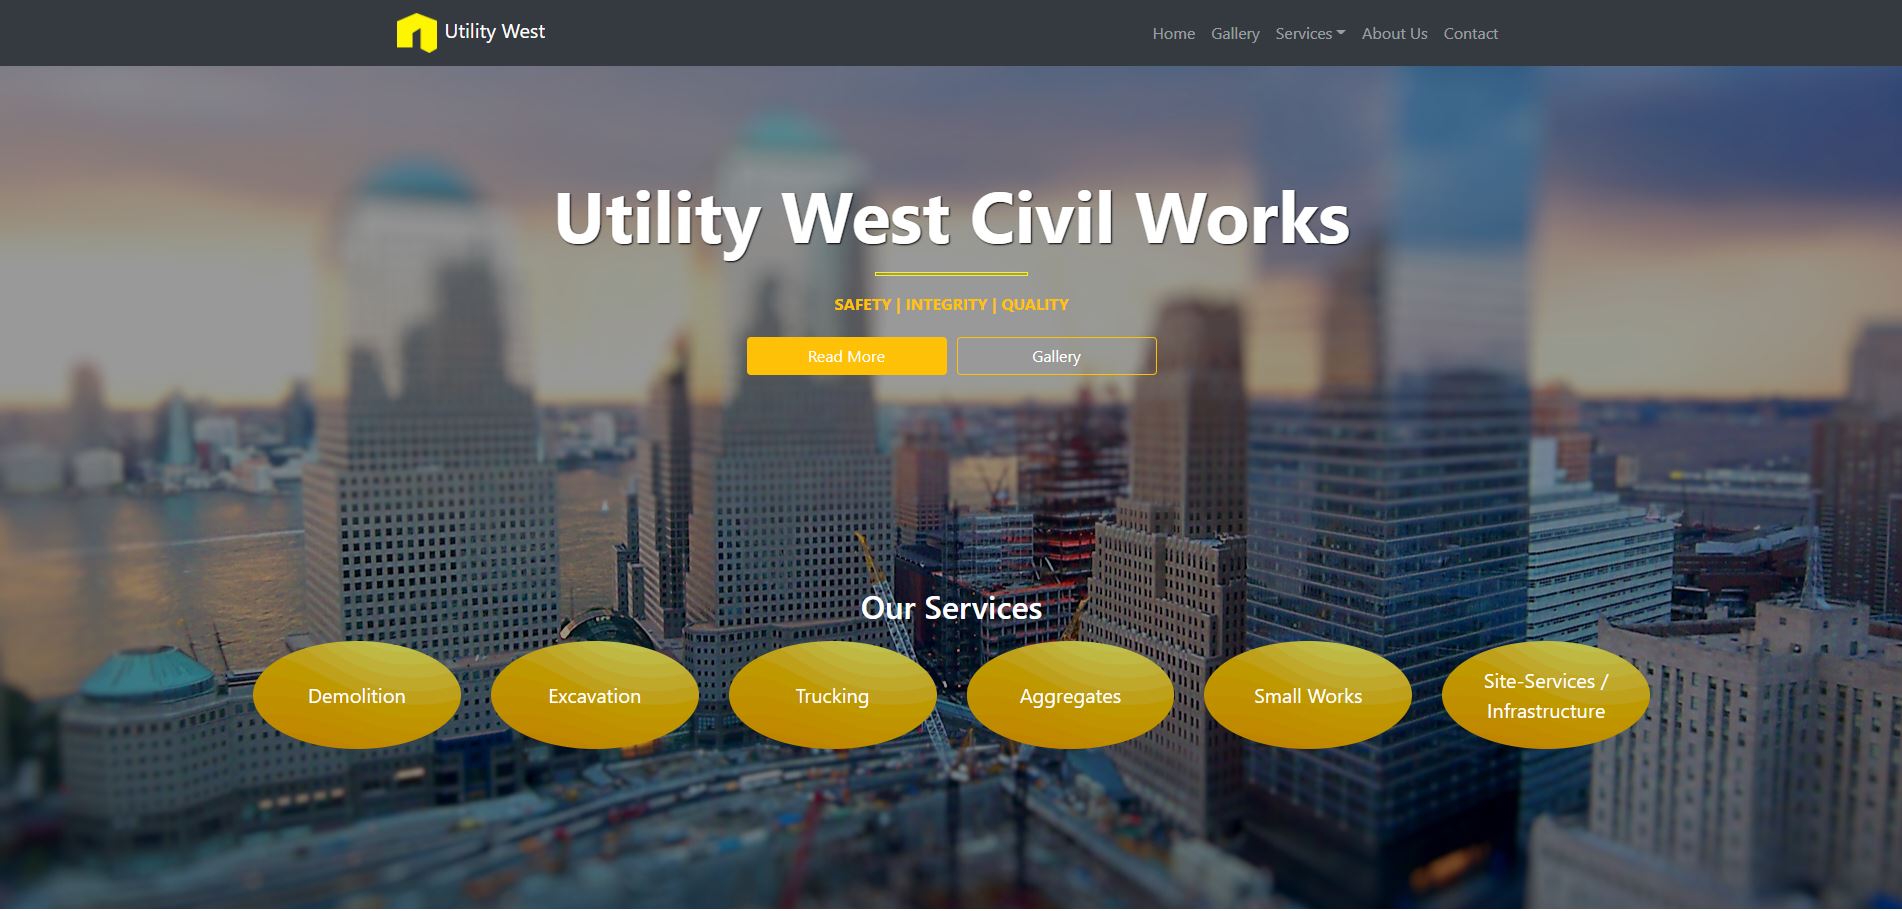 Utility West
Home Gallery Services About Us Contact
Utility West Civil Works
SAFETY | INTEGRITY | QUALITY
Read More Gallery
Our Services
Demolition Excavation Trucking Aggregates Small Works Site-Services /
Infrastructure